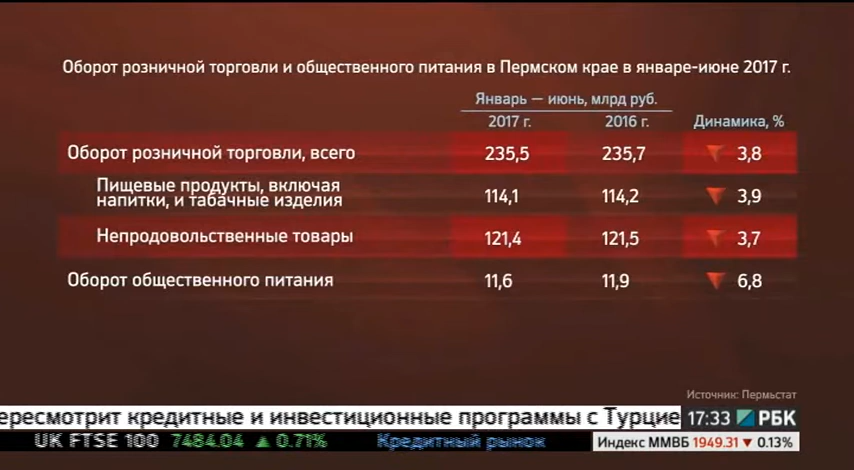 Оборот розничной торговли и общественного питания в Пермском крае в январе-июне 2017 г.
Январь — июнь, млрд руб.
2017 г. 2016 г. Динамика, %
Оборот розничной торговли, всего 235,5 235,7 3,8
Пищевые продукты, включая
напитки, и табачные изделия 114,1 114,2 3,9
Непродовольственные товары 121,4 121,5 3,7
Оборот общественного питания 11,6 11,9 6,8
Источник: Пермьстат
ересмотрит кредитные и инвестиционные программы с Турцие 17:33 РБК
UK FTSE 100 7484.04 ▲ 0.71% Кредитный рынок Индекс ММВБ 1949.31 ▼ 0.13%